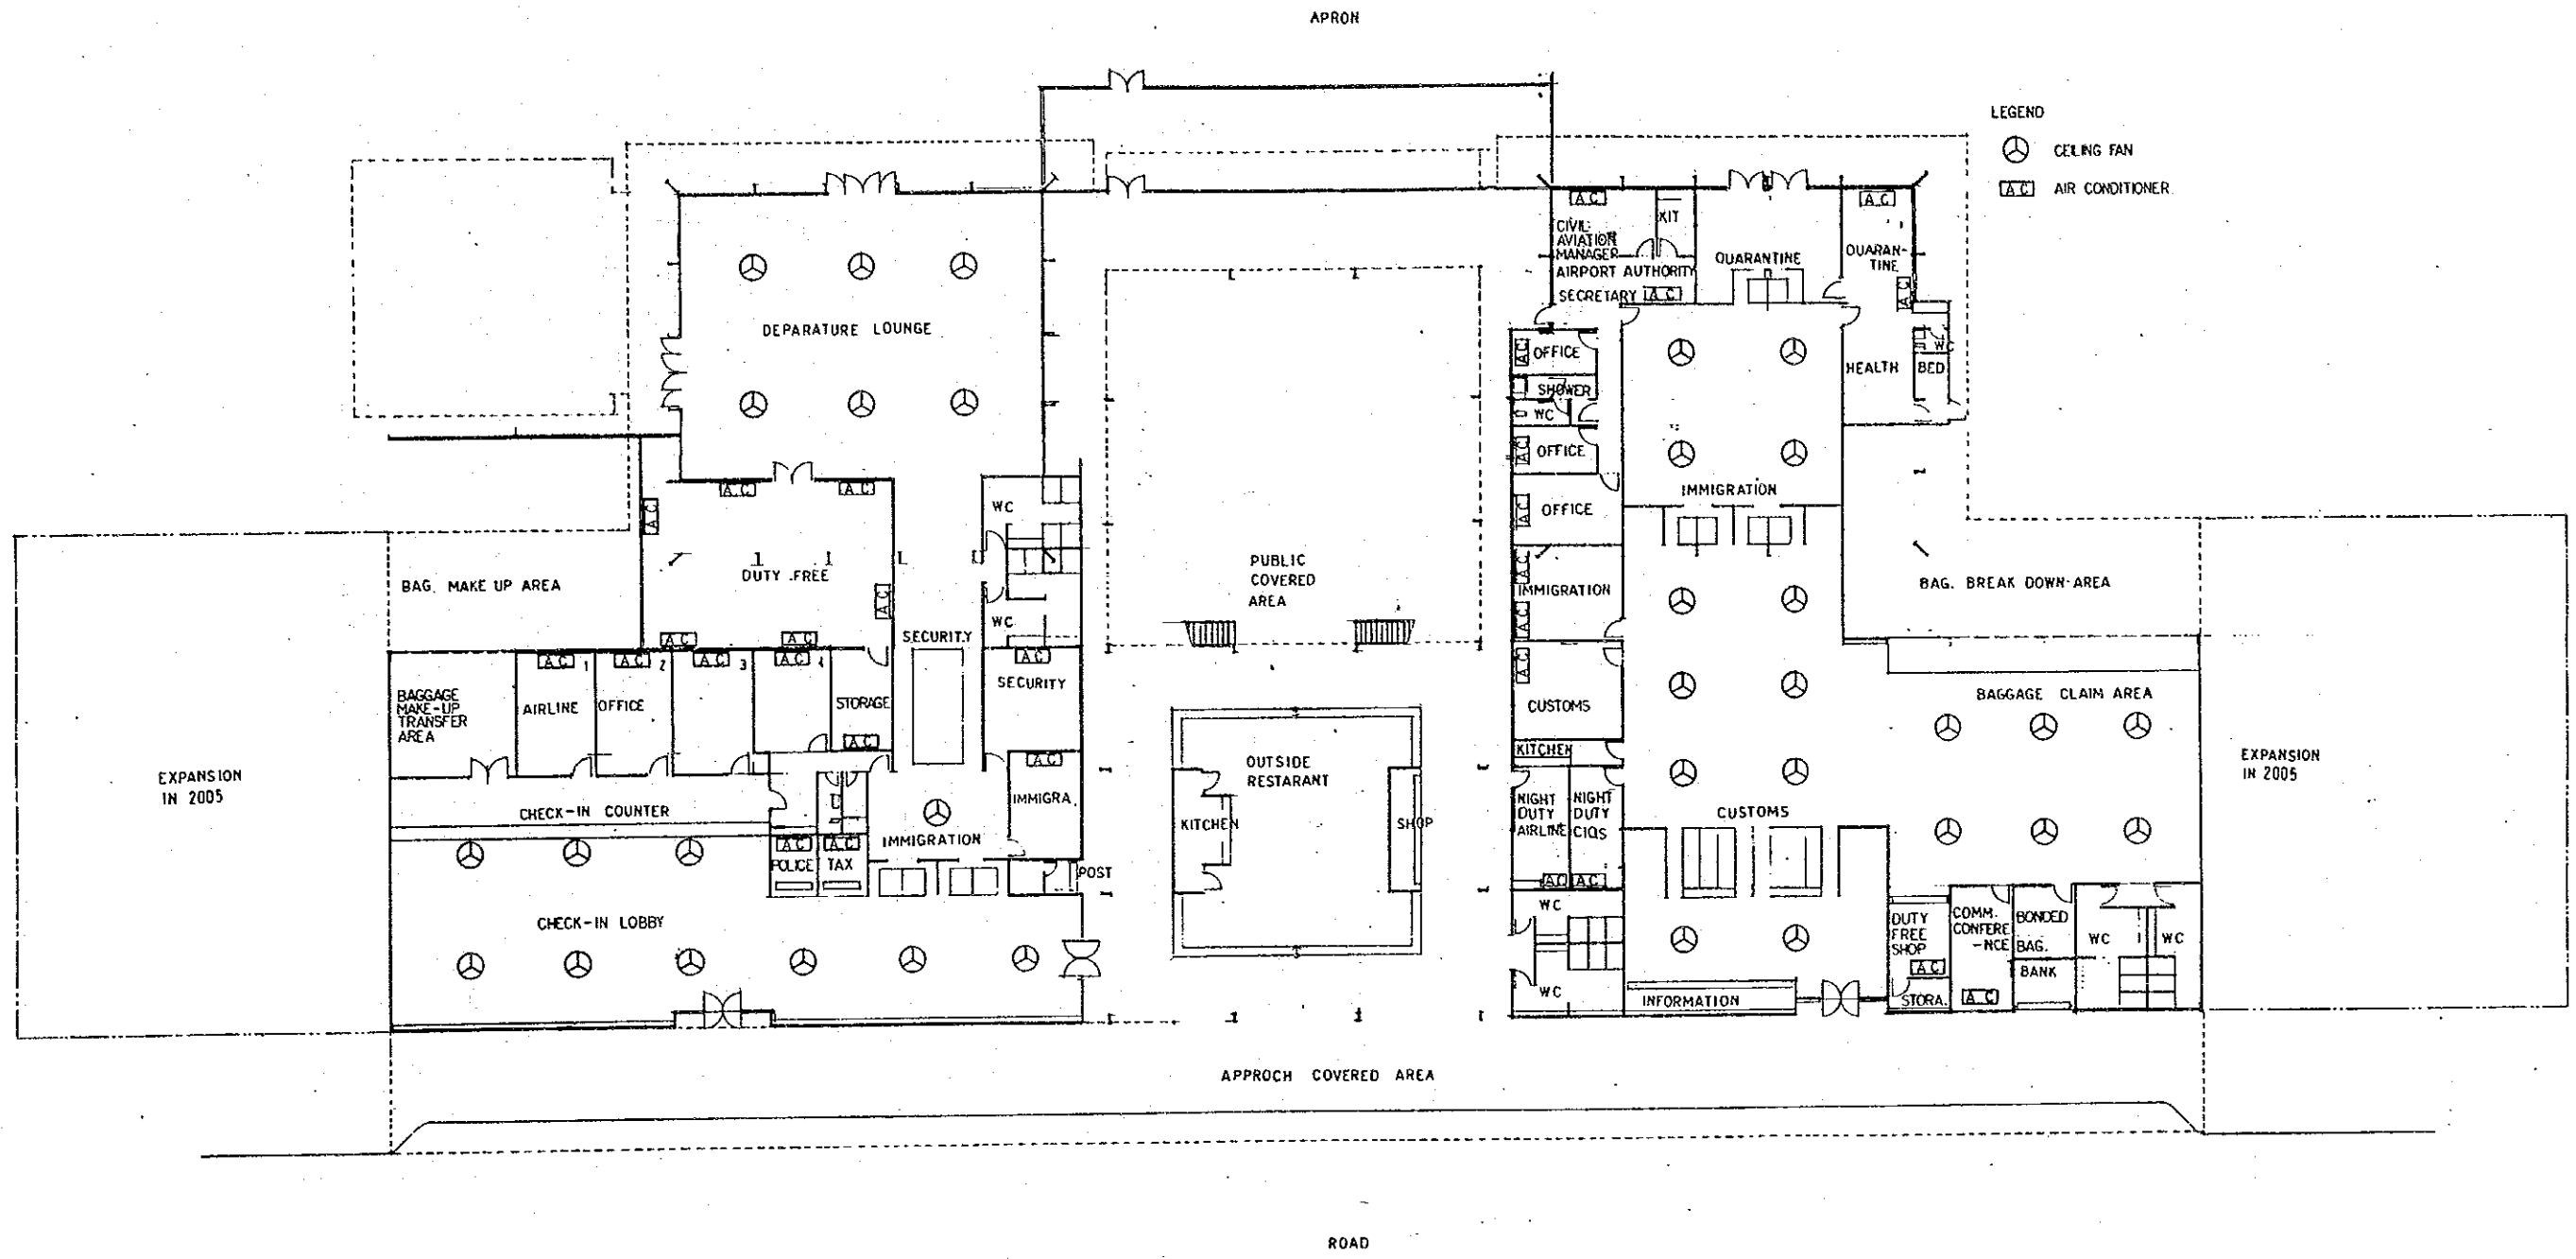 APRON
LEGEND
CEILING FAN
A.C AIR CONDITIONER
A.C
CIVIL
AVIATION
MANAGER
KIT
AIRPORT AUTHORITY
SECRETARY A.C
QUARANTINE
A.C
QUARAN-
TINE
A.C
DEPARATURE LOUNGE
A.C
OFFICE
SHOWER
WC
A.C
OFFICE
A.C
OFFICE
HEALTH
WC
BED
IMMIGRATION
A.C
A.C
A.C
DUTY FREE
A.C
A.C
A.C
WC
WC
BAG. MAKE UP AREA
SECURITY
PUBLIC
COVERED
AREA
A.C
IMMIGRATION
A.C
BAG. BREAK DOWN AREA
A.C 1
A.C 2
A.C 3
A.C 4
BAGGAGE
MAKE-UP
TRANSFER
AREA
AIRLINE
OFFICE
STORAGE
A.C
A.C
SECURITY
A.C
CUSTOMS
BAGGAGE CLAIM AREA
EXPANSION
IN 2005
OUTSIDE
RESTARANT
KITCHEN
EXPANSION
IN 2005
CHECK-IN COUNTER
A.C
IMMIGRA.
KITCHEN
SHOP
NIGHT
DUTY
AIRLINE
NIGHT
DUTY
CIQS
CUSTOMS
A.C
POLICE
A.C
TAX
IMMIGRATION
POST
A.C
A.C
WC
CHECK-IN LOBBY
DUTY
FREE
SHOP
A.C
STORA.
COMM.
CONFERE
-NCE
A.C
BONDED
BAG.
BANK
WC
WC
WC
INFORMATION
APPROCH COVERED AREA
ROAD